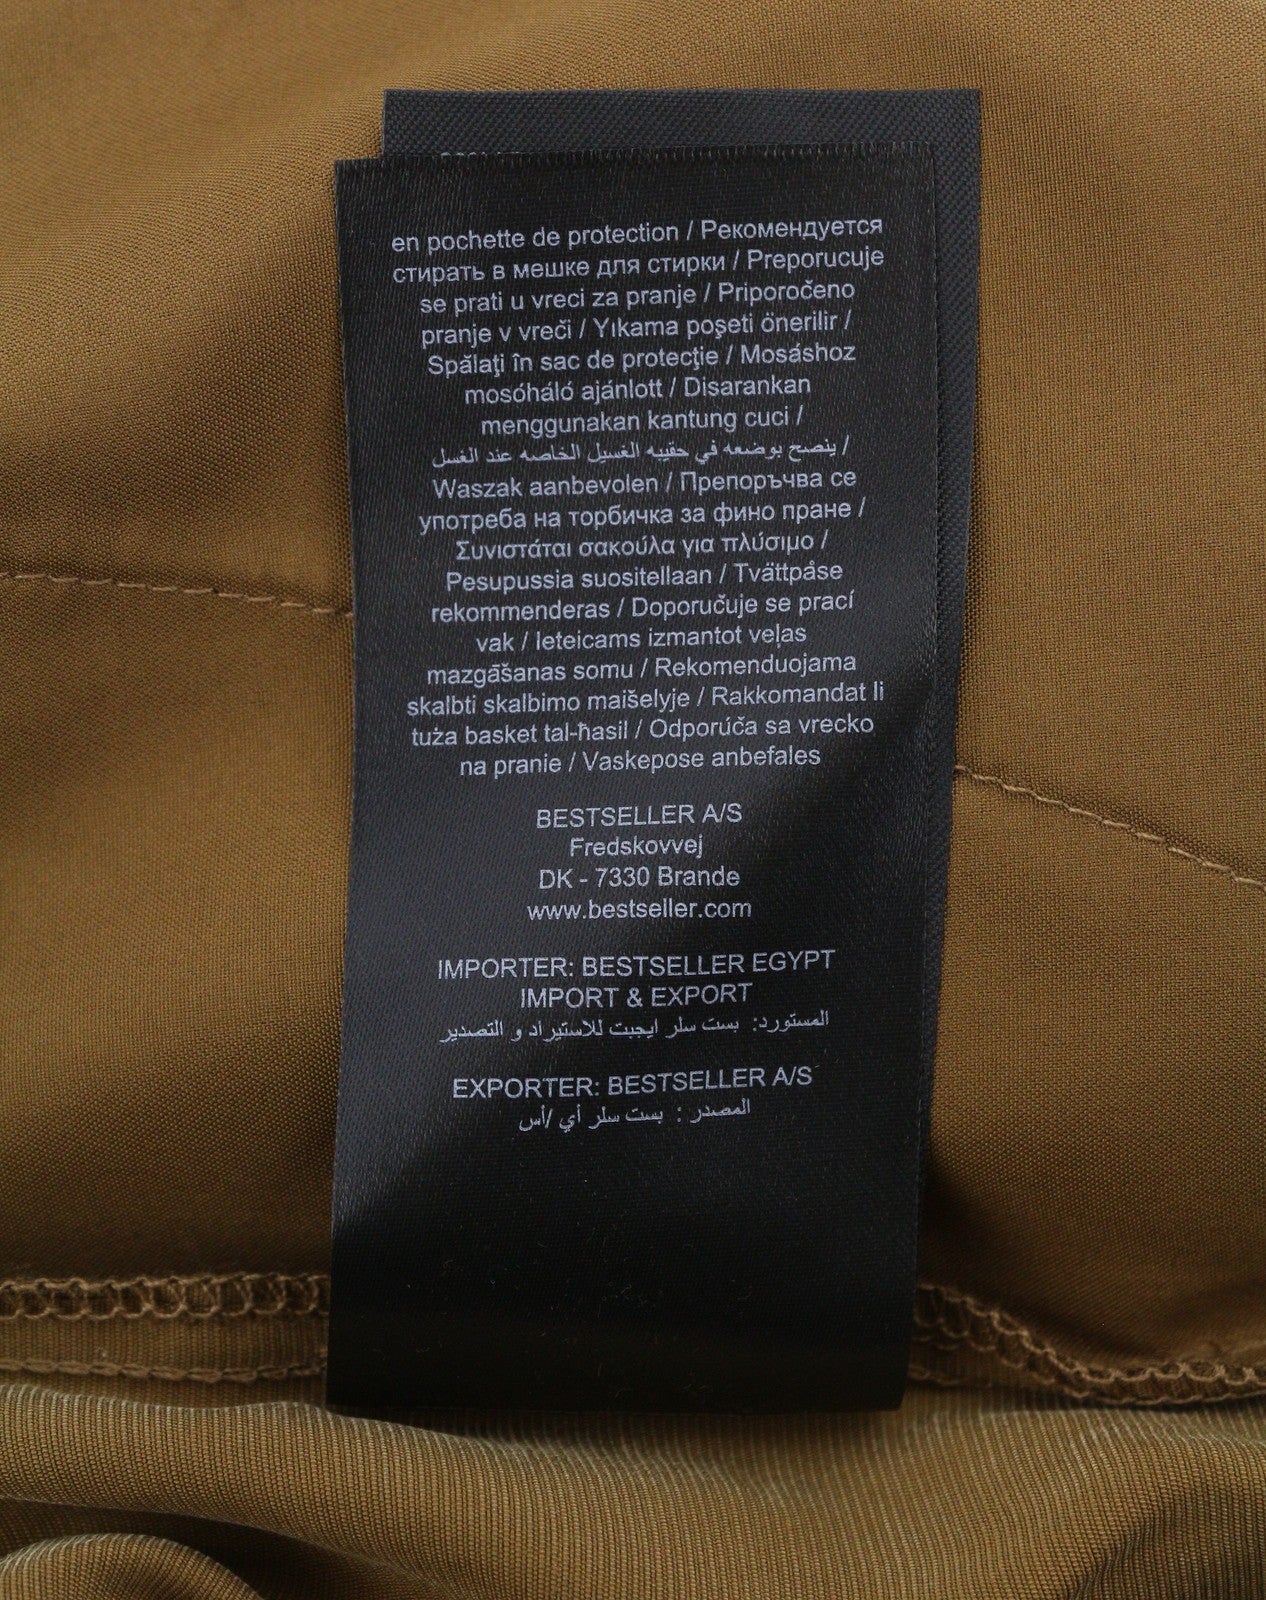 en pochette de protection / Рекомендуется
стирать в мешке для стирки / Preporucuje
se prati u vreci za pranje / Priporočeno
pranje v vreči / Yıkama poşeti önerilir /
Spălaţi în sac de protecţie / Mosáshoz
mosóháló ajánlott / Disarankan
menggunakan kantung cuci /
ينصح بوضعه في حقيبه الغسيل الخاصه عند الغسل /
Waszak aanbevolen / Препоръчва се
употреба на торбичка за фино пране /
Συνιστάται σακούλα για πλύσιμο /
Pesupussia suositellaan / Tvättpåse
rekommenderas / Doporučuje se prací
vak / Ieteicams izmantot veļas
mazgāšanas somu / Rekomenduojama
skalbti skalbimo maišelyje / Rakkomandat li
tuża basket tal-ħasil / Odporúča sa vrecko
na pranie / Vaskepose anbefales
BESTSELLER A/S
Fredskovvej
DK - 7330 Brande
www.bestseller.com
IMPORTER: BESTSELLER EGYPT
IMPORT & EXPORT
المستورد: بست سلر ايجبت للاستيراد و التصدير
EXPORTER: BESTSELLER A/S
المصدر : بست سلر أي /أس